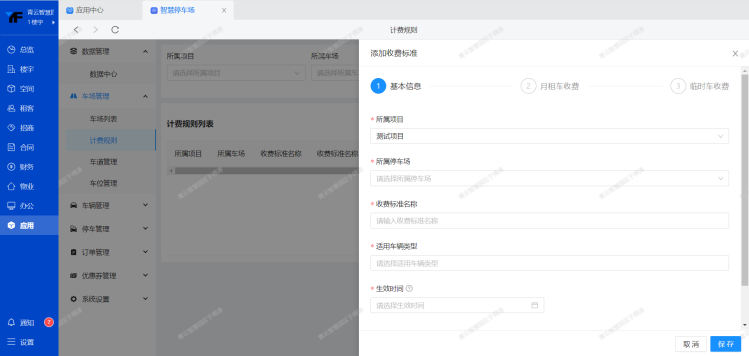 青云智慧
1楼宇
应用中心
智慧停车场
计费规则
总览
楼宇
空间
租客
招商
合同
财务
物业
办公
应用
通知
7
设置
数据管理
数据中心
车场管理
车场列表
计费规则
车道管理
车位管理
车辆管理
停车管理
订单管理
优惠券管理
系统设置
所属项目
所属车场
请选择所属项目
请选择所属车
计费规则列表
所属项目
所属车场
收费标准名称
收费标准
添加收费标准
1
基本信息
2
月租车收费
3
临时车收费
* 所属项目
测试项目
* 所属停车场
请选择所属停车场
* 收费标准名称
请输入收费标准名称
* 适用车辆类型
请选择适用车辆类型
* 生效时间
请选择生效时间
取消
保存